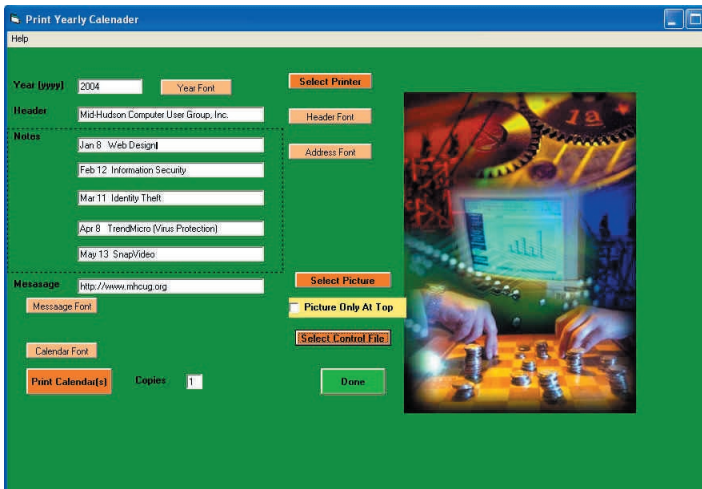 Print Yearly Calenader
Help
Year (yyyy) 2004 Year Font Select Printer
Header Mid-Hudson Computer User Group, Inc. Header Font
Notes Jan 8 Web Design Address Font
Feb 12 Information Security
Mar 11 Identity Theft
Apr 8 TrendMicro (Virus Protection)
May 13 SnapVideo
Mesasage http://www.mhcug.org Select Picture
Messaage Font Picture Only At Top
Select Control File
Calendar Font
Print Calendar(s) Copies 1 Done